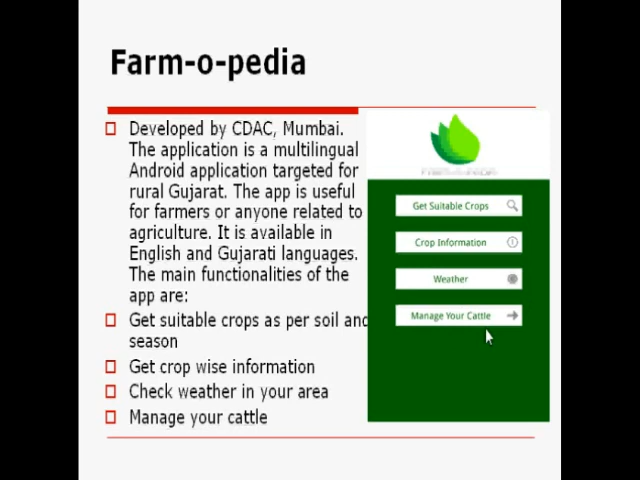 Farm-o-pedia
Developed by CDAC, Mumbai.
The application is a multilingual
Android application targeted for
rural Gujarat. The app is useful
for farmers or anyone related to
agriculture. It is available in
English and Gujarati languages.
The main functionalities of the
app are:
Get suitable crops as per soil and
season
Get crop wise information
Check weather in your area
Manage your cattle
Get Suitable Crops
Crop Information
Weather
Manage Your Cattle